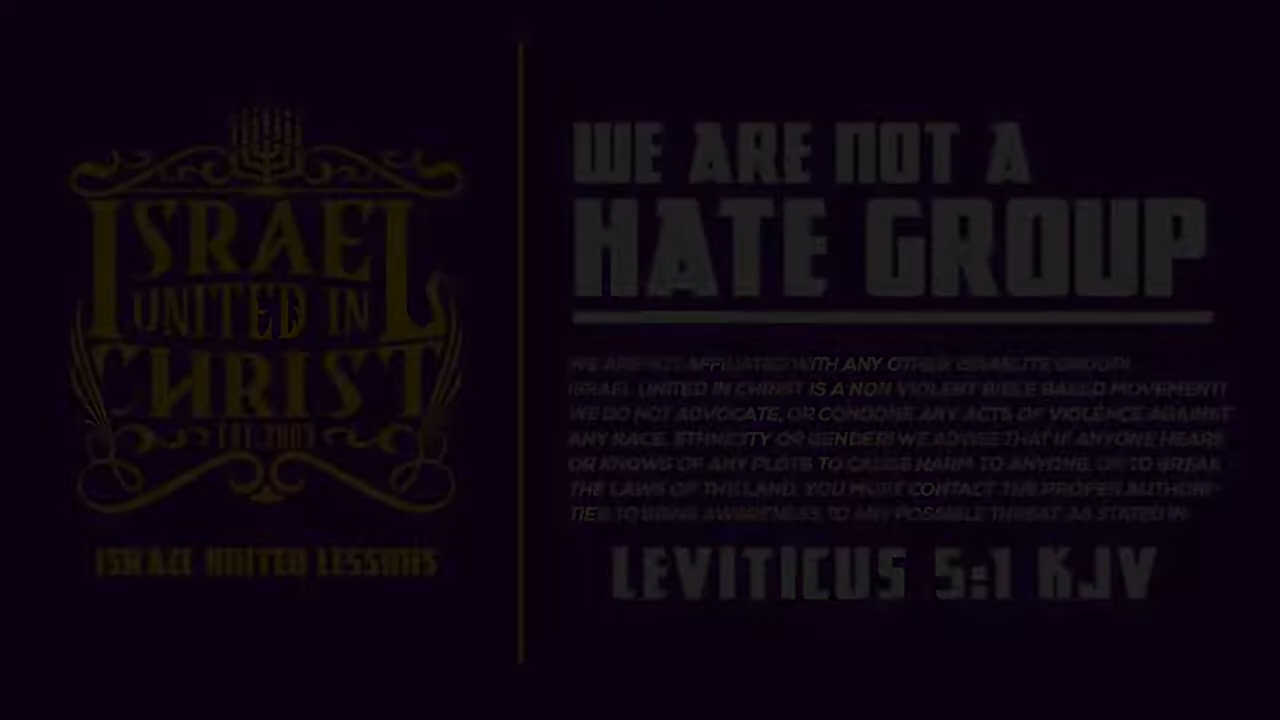 ISRAEL
UNITED IN
CHRIST
EST 2003
ISRAEL UNITED LESSONS
WE ARE NOT A
HATE GROUP
WE ARE NOT AFFILIATED WITH ANY OTHER ISRAELITE GROUP!
ISRAEL UNITED IN CHRIST IS A NON VIOLENT BIBLE BASED MOVEMENT!
WE DO NOT ADVOCATE, OR CONDONE ANY ACTS OF VIOLENCE AGAINST
ANY RACE, ETHNICITY OR GENDER! WE ADVISE THAT IF ANYONE HEARS
OR KNOWS OF ANY PLOTS TO CAUSE HARM TO ANYONE, OR TO BREAK
THE LAWS OF THE LAND, YOU MUST CONTACT THE PROPER AUTHORI-
TIES TO BRING AWARENESS TO ANY POSSIBLE THREAT AS STATED IN
LEVITICUS 5:1 KJV